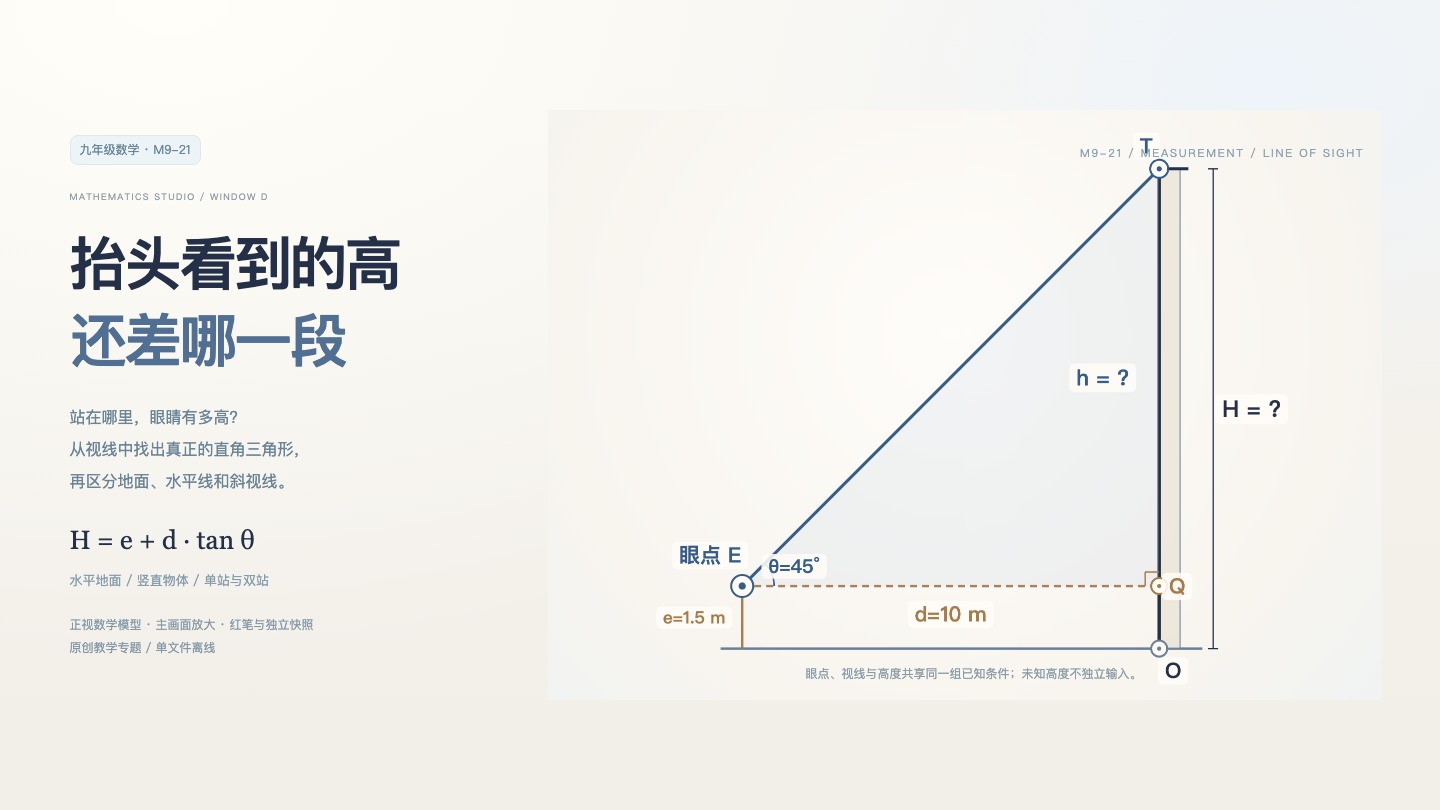 九年级数学 · M9–21
MATHEMATICS STUDIO / WINDOW D
抬头看到的高
还差哪一段
站在哪里，眼睛有多高？
从视线中找出真正的直角三角形，
再区分地面、水平线和斜视线。
H = e + d · tan θ
水平地面 / 竖直物体 / 单站与双站
正视数学模型 · 主画面放大 · 红笔与独立快照
原创教学专题 / 单文件离线
T
M9–21 / MEASUREMENT / LINE OF SIGHT
h = ?
H = ?
眼点 E
θ=45°
Q
e=1.5 m
d=10 m
O
眼点、视线与高度共享同一组已知条件；未知高度不独立输入。